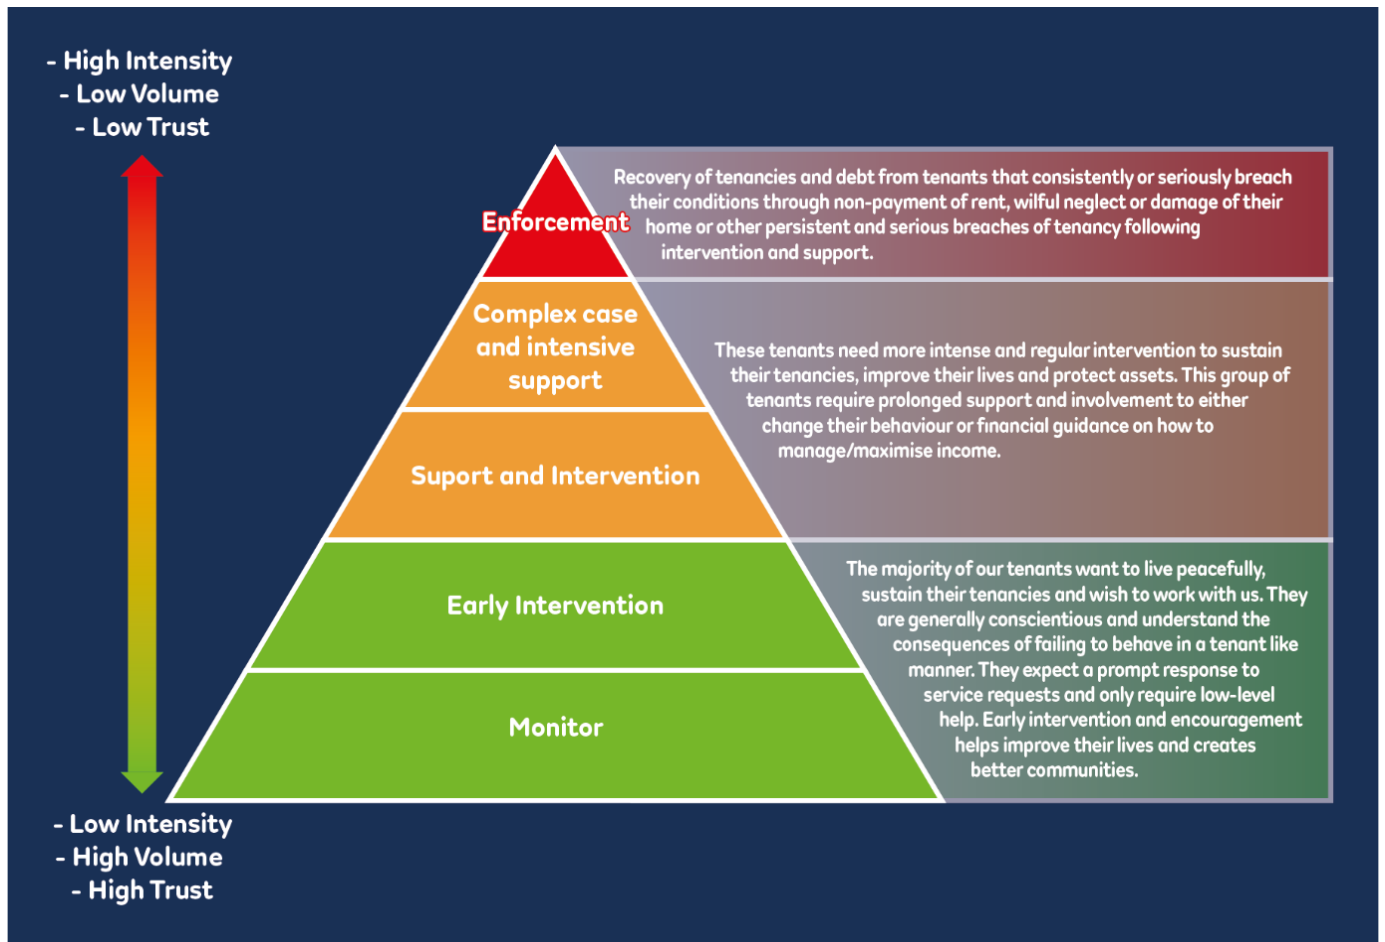 - High Intensity
- Low Volume
- Low Trust
Enforcement
Recovery of tenancies and debt from tenants that consistently or seriously breach
their conditions through non-payment of rent, wilful neglect or damage of their
home or other persistent and serious breaches of tenancy following
intervention and support.
Complex case
and intensive
support
Suport and Intervention
These tenants need more intense and regular intervention to sustain
their tenancies, improve their lives and protect assets. This group of
tenants require prolonged support and involvement to either
change their behaviour or financial guidance on how to
manage/maximise income.
Early Intervention
Monitor
The majority of our tenants want to live peacefully,
sustain their tenancies and wish to work with us. They
are generally conscientious and understand the
consequences of failing to behave in a tenant like
manner. They expect a prompt response to
service requests and only require low-level
help. Early intervention and encouragement
helps improve their lives and creates
better communities.
- Low Intensity
- High Volume
- High Trust